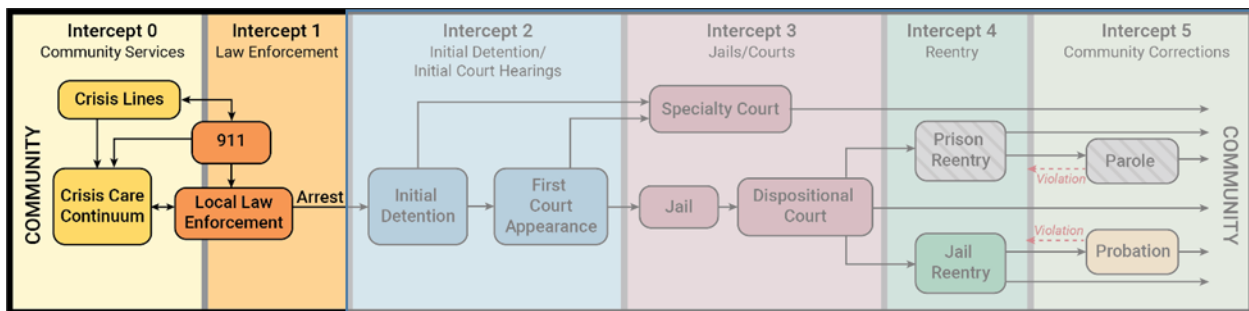 Intercept 0
Community Services
Intercept 1
Law Enforcement
Intercept 2
Initial Detention/
Initial Court Hearings
Intercept 3
Jails/Courts
Intercept 4
Reentry
Intercept 5
Community Corrections
COMMUNITY
Crisis Lines
911
Crisis Care
Continuum
Local Law
Enforcement
Arrest
Initial
Detention
First
Court
Appearance
Specialty Court
Jail
Dispositional
Court
Prison
Reentry
Parole
Violation
Jail
Reentry
Probation
Violation
COMMUNITY